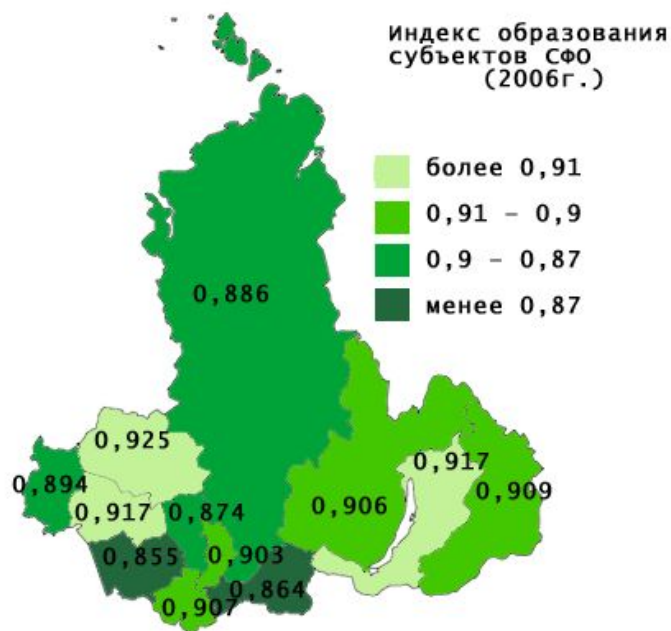 Индекс образования
субъектов СФО
(2006г.)
более 0,91
0,91 – 0,9
0,9 – 0,87
менее 0,87
0,886
0,925
0,917
0,894
0,909
0,917
0,874
0,906
0,855
0,903
0,864
0,907